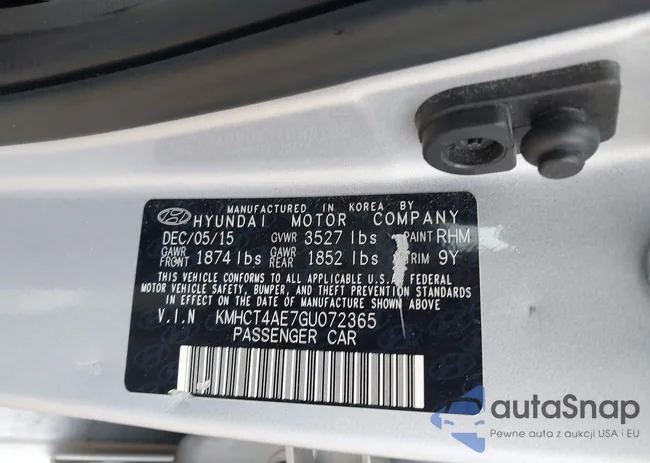 MANUFACTURED IN KOREA BY
HYUNDAI MOTOR COMPANY
DEC/05/15 GVWR 3527 lbs PAINT RHM
GAWR FRONT 1874 lbs GAWR REAR 1852 lbs TRIM 9Y
THIS VEHICLE CONFORMS TO ALL APPLICABLE U.S.A FEDERAL
MOTOR VEHICLE SAFETY, BUMPER, AND THEFT PREVENTION STANDARDS
IN EFFECT ON THE DATE OF MANUFACTURE SHOWN ABOVE.
V.I.N KMHCT4AE7GU072365
PASSENGER CAR
autaSnap
Pewne auta z aukcji USA i EU